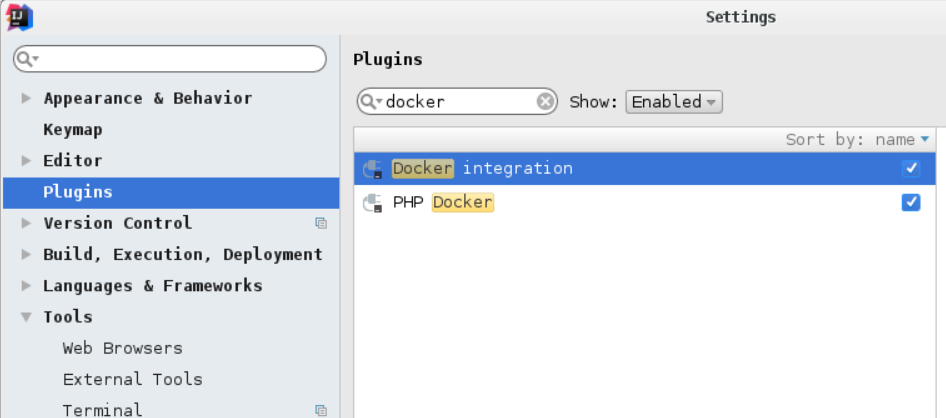 IJ
Settings
Appearance & Behavior
Keymap
Editor
Plugins
Version Control
Build, Execution, Deployment
Languages & Frameworks
Tools
Web Browsers
External Tools
Terminal
Plugins
docker Show: Enabled
Sort by: name
Docker integration
PHP Docker